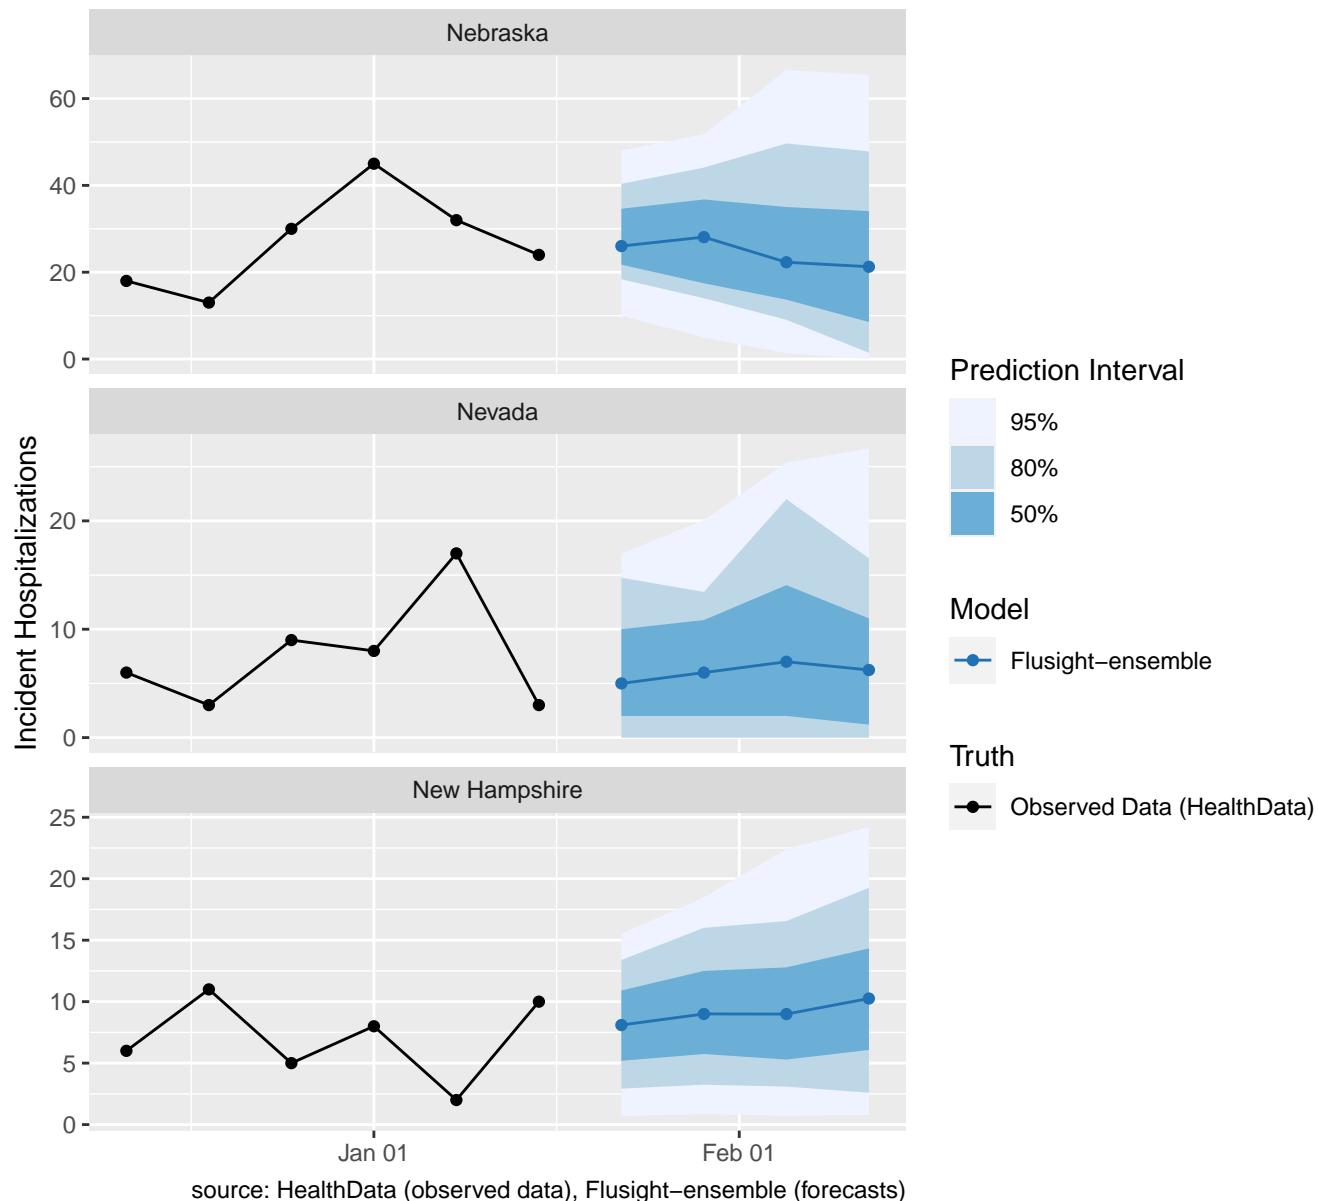 Nebraska
60
40
20
0
Nevada
20
10
0
New Hampshire
25
20
15
10
5
0
Jan 01
Feb 01
Incident Hospitalizations
source: HealthData (observed data), Flusight−ensemble (forecasts)
Prediction Interval
95%
80%
50%
Model
Flusight−ensemble
Truth
Observed Data (HealthData)